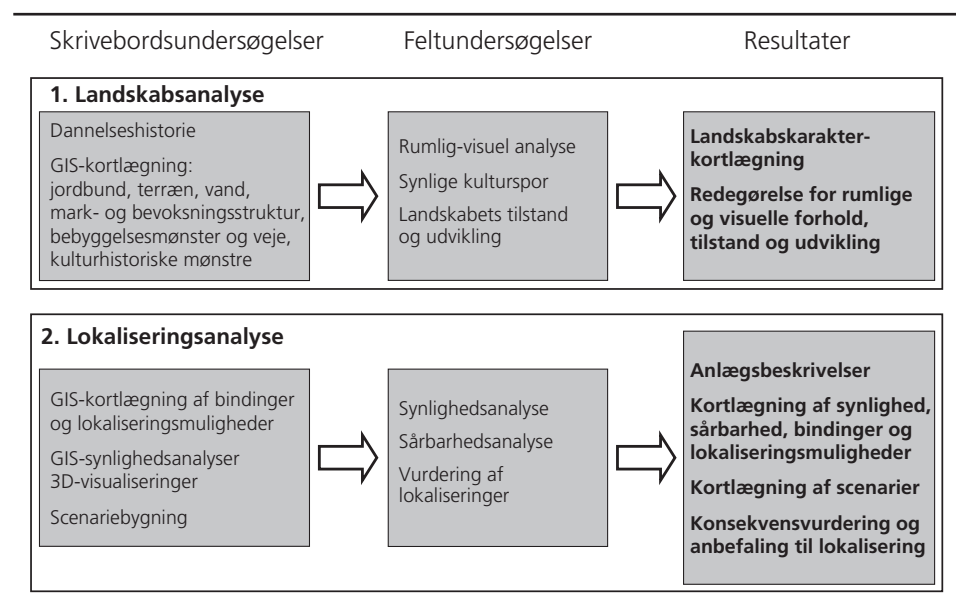 Skrivebordsundersøgelser
Feltundersøgelser
Resultater
1. Landskabsanalyse
Dannelseshistorie
GIS-kortlægning:
jordbund, terræn, vand,
mark- og bevoksningsstruktur,
bebyggelsesmønster og veje,
kulturhistoriske mønstre
Rumlig-visuel analyse
Synlige kulturspor
Landskabets tilstand
og udvikling
Landskabskarakter-
kortlægning
Redegørelse for rumlige
og visuelle forhold,
tilstand og udvikling
2. Lokaliseringsanalyse
GIS-kortlægning af bindinger
og lokaliseringsmuligheder
GIS-synlighedsanalyser
3D-visualiseringer
Scenariebygning
Synlighedsanalyse
Sårbarhedsanalyse
Vurdering af
lokaliseringer
Anlægsbeskrivelser
Kortlægning af synlighed,
sårbarhed, bindinger og
lokaliseringsmuligheder
Kortlægning af scenarier
Konsekvensvurdering og
anbefaling til lokalisering